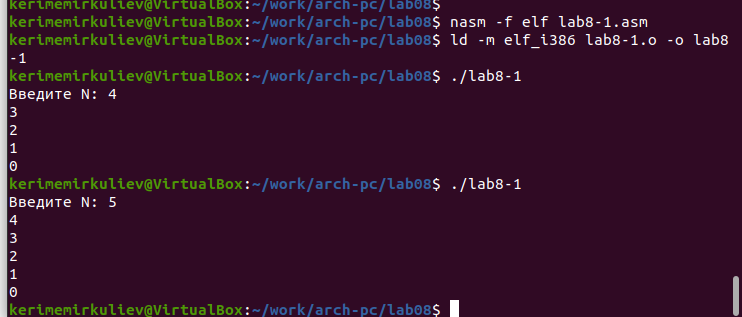 kerimemirkuliev@VirtualBox:~/work/arch-pc/lab08$
kerimemirkuliev@VirtualBox:~/work/arch-pc/lab08$ nasm -f elf lab8-1.asm
kerimemirkuliev@VirtualBox:~/work/arch-pc/lab08$ ld -m elf_i386 lab8-1.o -o lab8
-1
kerimemirkuliev@VirtualBox:~/work/arch-pc/lab08$ ./lab8-1
Введите N: 4
3
2
1
0
kerimemirkuliev@VirtualBox:~/work/arch-pc/lab08$ ./lab8-1
Введите N: 5
4
3
2
1
0
kerimemirkuliev@VirtualBox:~/work/arch-pc/lab08$